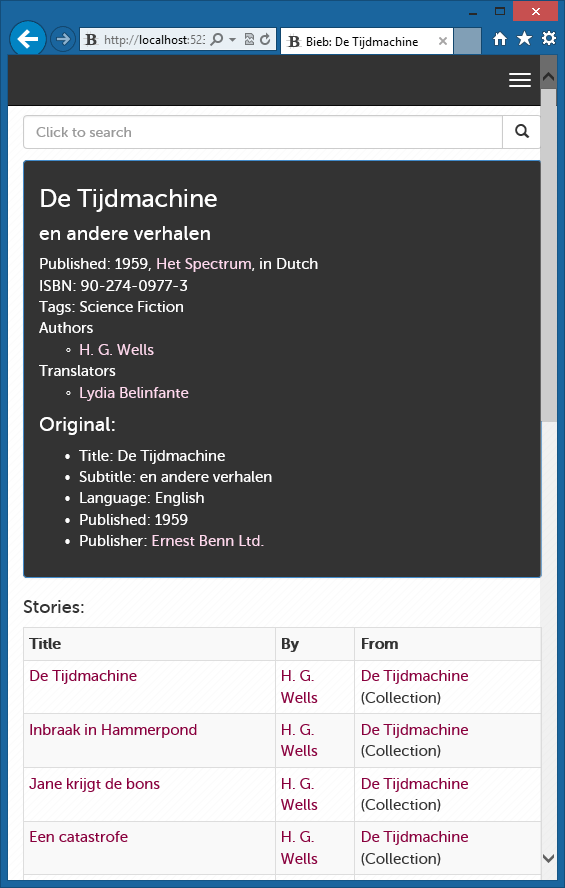 B http://localhost:523
B Bieb: De Tijdmachine
Click to search
De Tijdmachine
en andere verhalen
Published: 1959, Het Spectrum, in Dutch
ISBN: 90-274-0977-3
Tags: Science Fiction
Authors
H. G. Wells
Translators
Lydia Belinfante
Original:
Title: De Tijdmachine
Subtitle: en andere verhalen
Language: English
Published: 1959
Publisher: Ernest Benn Ltd.
Stories:
Title By From
De Tijdmachine H. G. De Tijdmachine
Wells (Collection)
Inbraak in Hammerpond H. G. De Tijdmachine
Wells (Collection)
Jane krijgt de bons H. G. De Tijdmachine
Wells (Collection)
Een catastrofe H. G. De Tijdmachine
Wells (Collection)